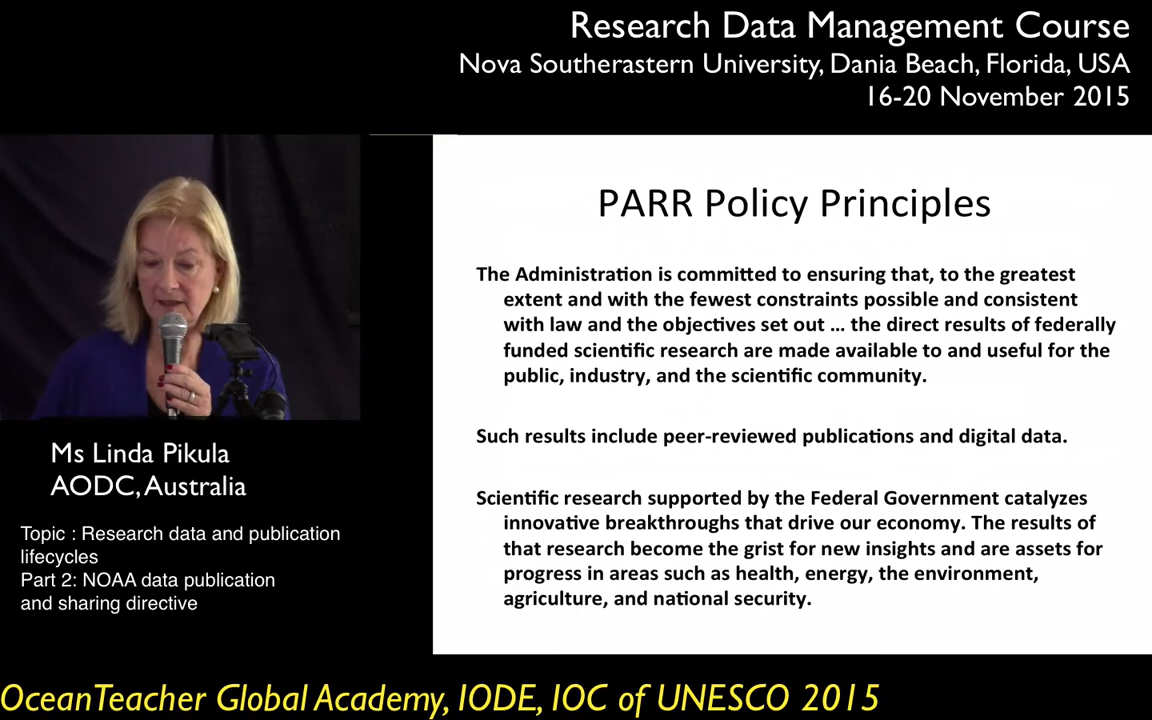 Research Data Management Course
Nova Southerastern University, Dania Beach, Florida, USA
16-20 November 2015
PARR Policy Principles
The Administration is committed to ensuring that, to the greatest
extent and with the fewest constraints possible and consistent
with law and the objectives set out ... the direct results of federally
funded scientific research are made available to and useful for the
public, industry, and the scientific community.
Such results include peer-reviewed publications and digital data.
Scientific research supported by the Federal Government catalyzes
innovative breakthroughs that drive our economy. The results of
that research become the grist for new insights and are assets for
progress in areas such as health, energy, the environment,
agriculture, and national security.
Ms Linda Pikula
AODC, Australia
Topic : Research data and publication
lifecycles
Part 2: NOAA data publication
and sharing directive
OceanTeacher Global Academy, IODE, IOC of UNESCO 2015